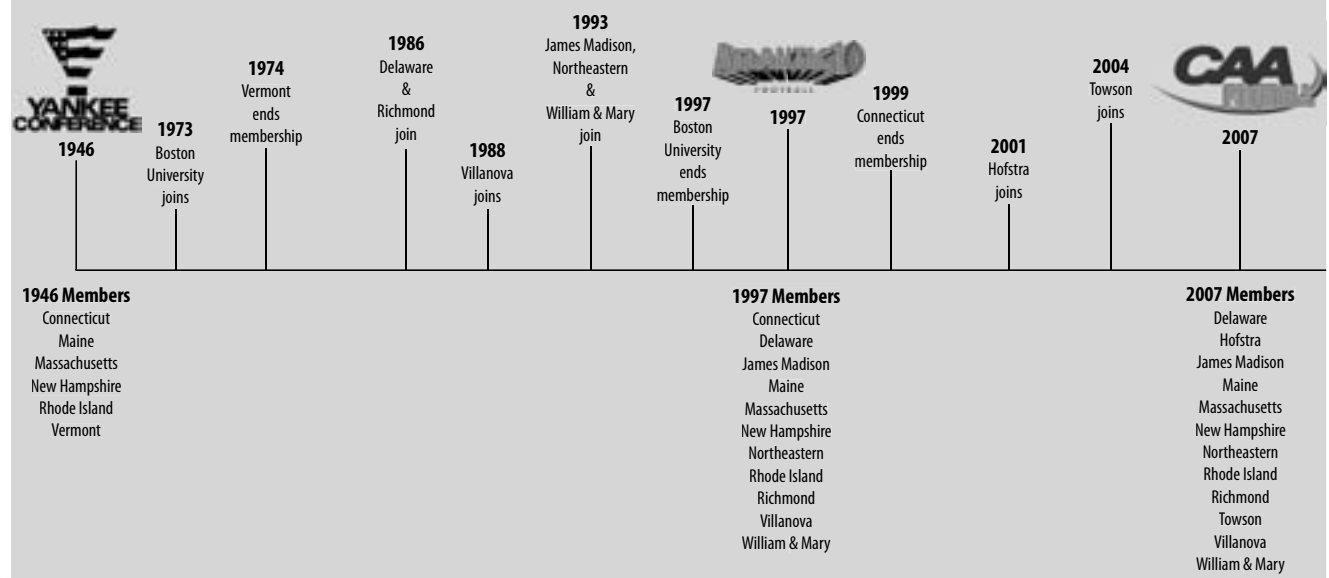 YANKEE
CONFERENCE
1946
1973
Boston
University
joins
1974
Vermont
ends
membership
1986
Delaware
&
Richmond
join
1988
Villanova
joins
1993
James Madison,
Northeastern
&
William & Mary
join
1997
Boston
University
ends
membership
ATLANTIC 10
FOOTBALL
1997
1999
Connecticut
ends
membership
2001
Hofstra
joins
2004
Towson
joins
CAA
FOOTBALL
2007
1946 Members
Connecticut
Maine
Massachusetts
New Hampshire
Rhode Island
Vermont
1997 Members
Connecticut
Delaware
James Madison
Maine
Massachusetts
New Hampshire
Northeastern
Rhode Island
Richmond
Villanova
William & Mary
2007 Members
Delaware
Hofstra
James Madison
Maine
Massachusetts
New Hampshire
Northeastern
Rhode Island
Richmond
Towson
Villanova
William & Mary